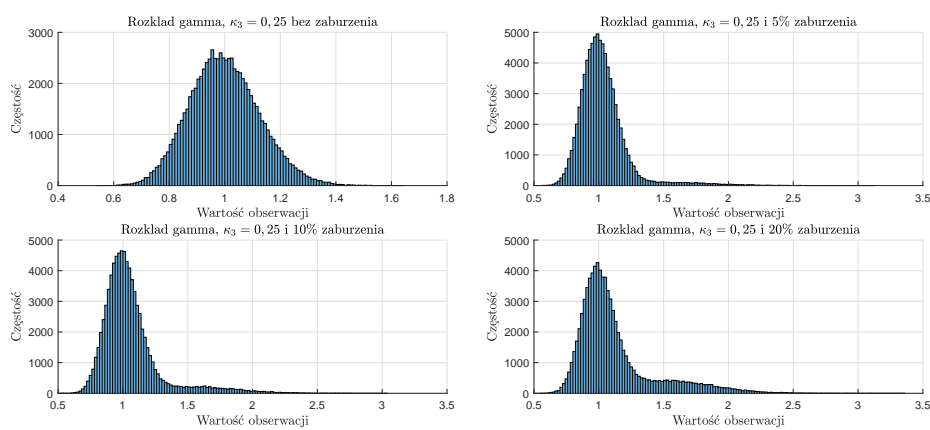 Rozkład gamma, κ₃ = 0, 25 bez zaburzenia
3000
2000
1000
0
Częstość
0.4 0.6 0.8 1 1.2 1.4 1.6 1.8
Wartość obserwacji
Rozkład gamma, κ₃ = 0, 25 i 5% zaburzenia
5000
4000
3000
2000
1000
0
Częstość
0.5 1 1.5 2 2.5 3 3.5
Wartość obserwacji
Rozkład gamma, κ₃ = 0, 25 i 10% zaburzenia
5000
4000
3000
2000
1000
0
Częstość
0.5 1 1.5 2 2.5 3 3.5
Wartość obserwacji
Rozkład gamma, κ₃ = 0, 25 i 20% zaburzenia
5000
4000
3000
2000
1000
0
Częstość
0.5 1 1.5 2 2.5 3 3.5
Wartość obserwacji